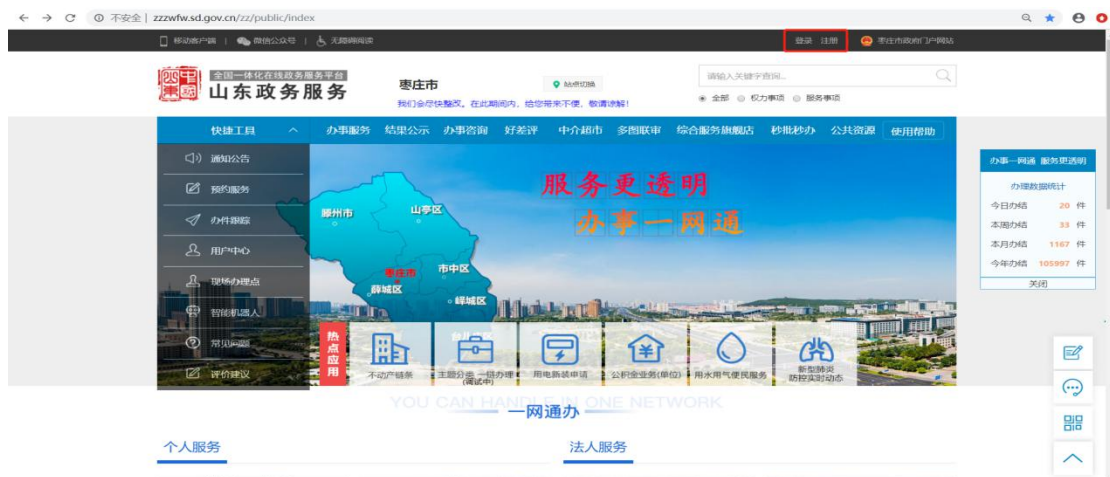 不安全 | zzzwfw.sd.gov.cn/zz/public/index
移动客户端 | 微信公众号 | 无障碍阅读
登录 注册 枣庄市政府门户网站
全国一体化在线政务服务平台
山东政务服务
枣庄市
站点切换
我们会尽快整改。在此期间内，给您带来不便，敬请谅解！
请输入关键字查询...
全部 权力事项 服务事项
快捷工具 办事服务 结果公示 办事咨询 好差评 中介超市 多图联审 综合服务旗舰店 秒批秒办 公共资源 使用帮助
通知公告
预约服务
办件跟踪
用户中心
现场办理点
智能机器人
常见问题
评价建议
滕州市
山亭区
枣庄市
市中区
薛城区
峄城区
服务更透明
办事一网通
热点应用
不动产链条
主题分类 一链办理
(调试中)
用电新装申请
公积金业务(单位)
用水用气便民服务
新型肺炎
防控实时动态
办事一网通 服务更透明
办理数据统计
今日办结 20 件
本周办结 33 件
本月办结 1167 件
今年办结 105997 件
关闭
YOU CAN HANDLE IN ONE NETWORK
一网通办
个人服务
法人服务